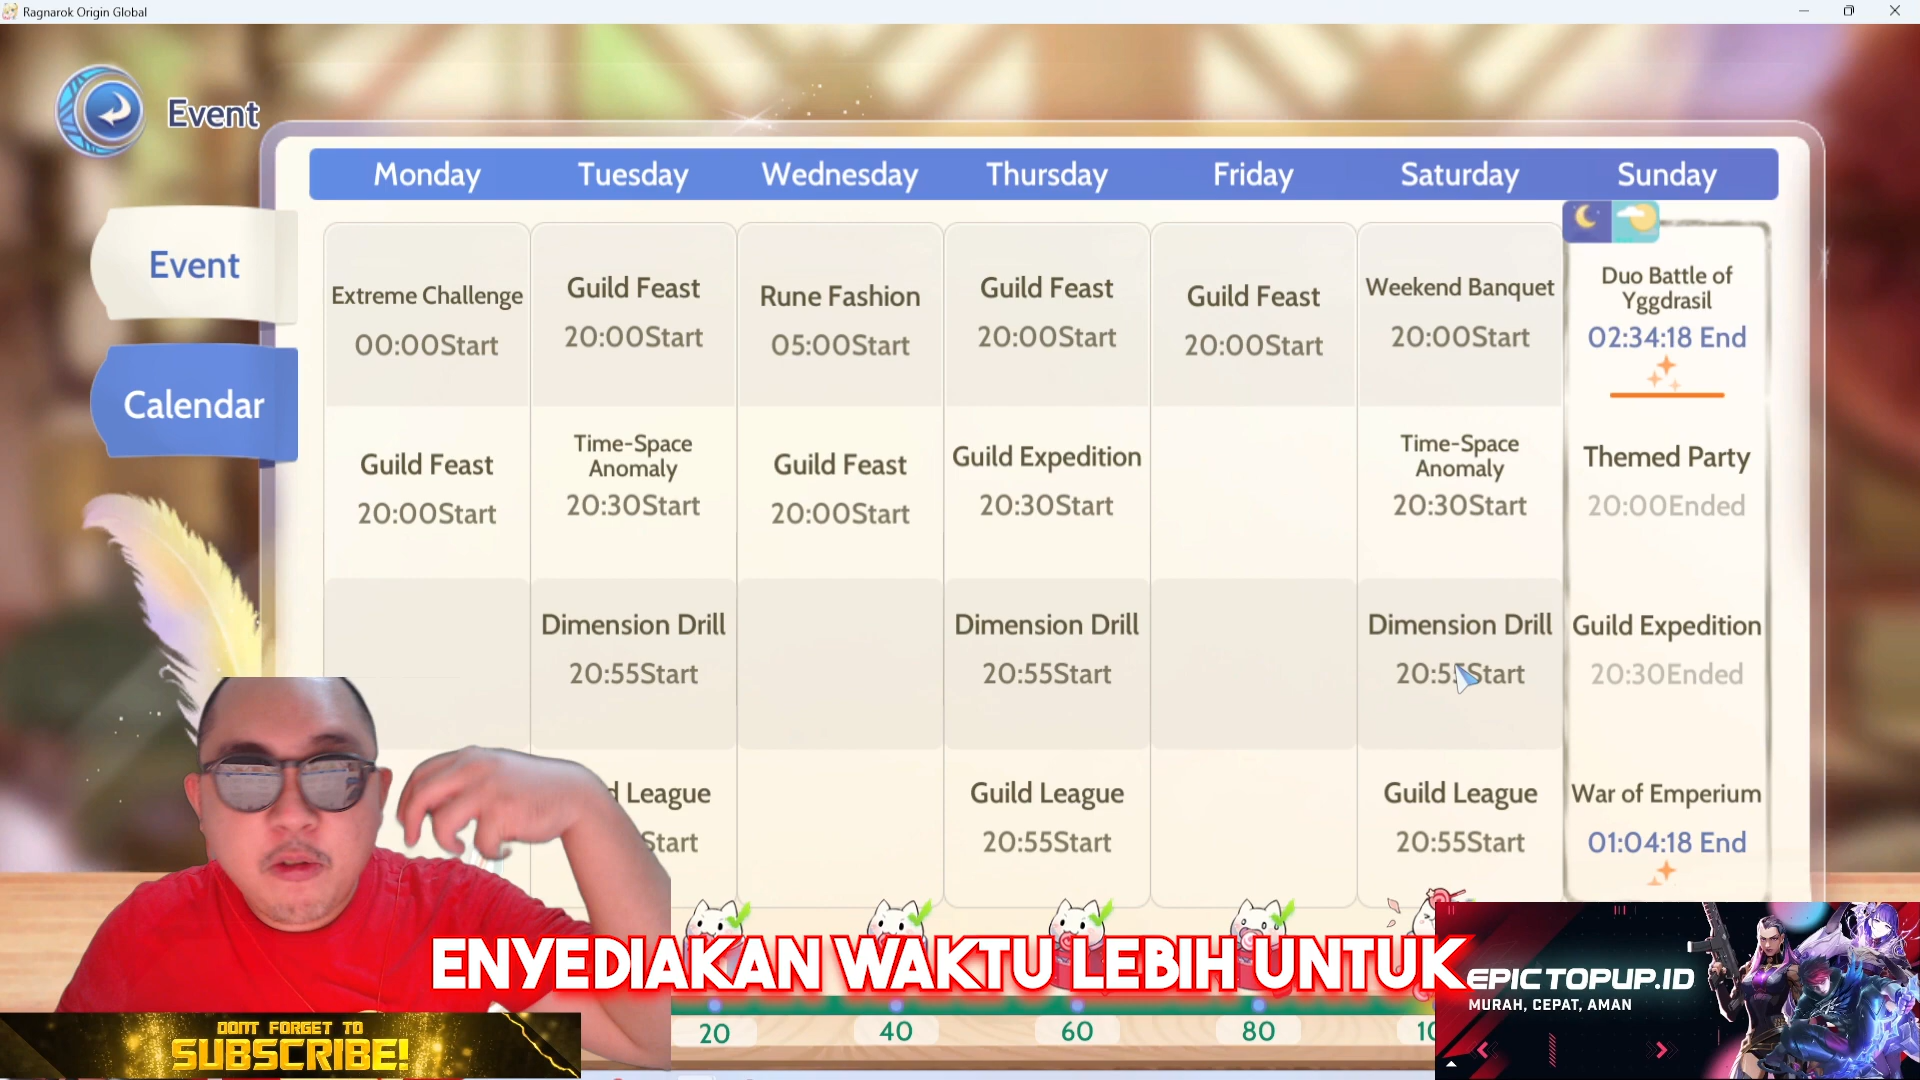 Ragnarok Origin Global
Event
Monday Tuesday Wednesday Thursday Friday Saturday Sunday
Event
Calendar
Extreme Challenge
00:00Start
Guild Feast
20:00Start
Rune Fashion
05:00Start
Guild Feast
20:00Start
Guild Feast
20:00Start
Weekend Banquet
20:00Start
Duo Battle of
Yggdrasil
02:34:18 End
Guild Feast
20:00Start
Time-Space
Anomaly
20:30Start
Guild Feast
20:00Start
Guild Expedition
20:30Start
Time-Space
Anomaly
20:30Start
Themed Party
20:00Ended
Dimension Drill
20:55Start
Dimension Drill
20:55Start
Dimension Drill
20:55Start
Guild Expedition
20:30Ended
d League
Start
Guild League
20:55Start
Guild League
20:55Start
War of Emperium
01:04:18 End
ENYEDIAKAN WAKTU LEBIH UNTUK
20 40 60 80
DONT FORGET TO
SUBSCRIBE!
EPICTOPUP.ID
MURAH, CEPAT, AMAN